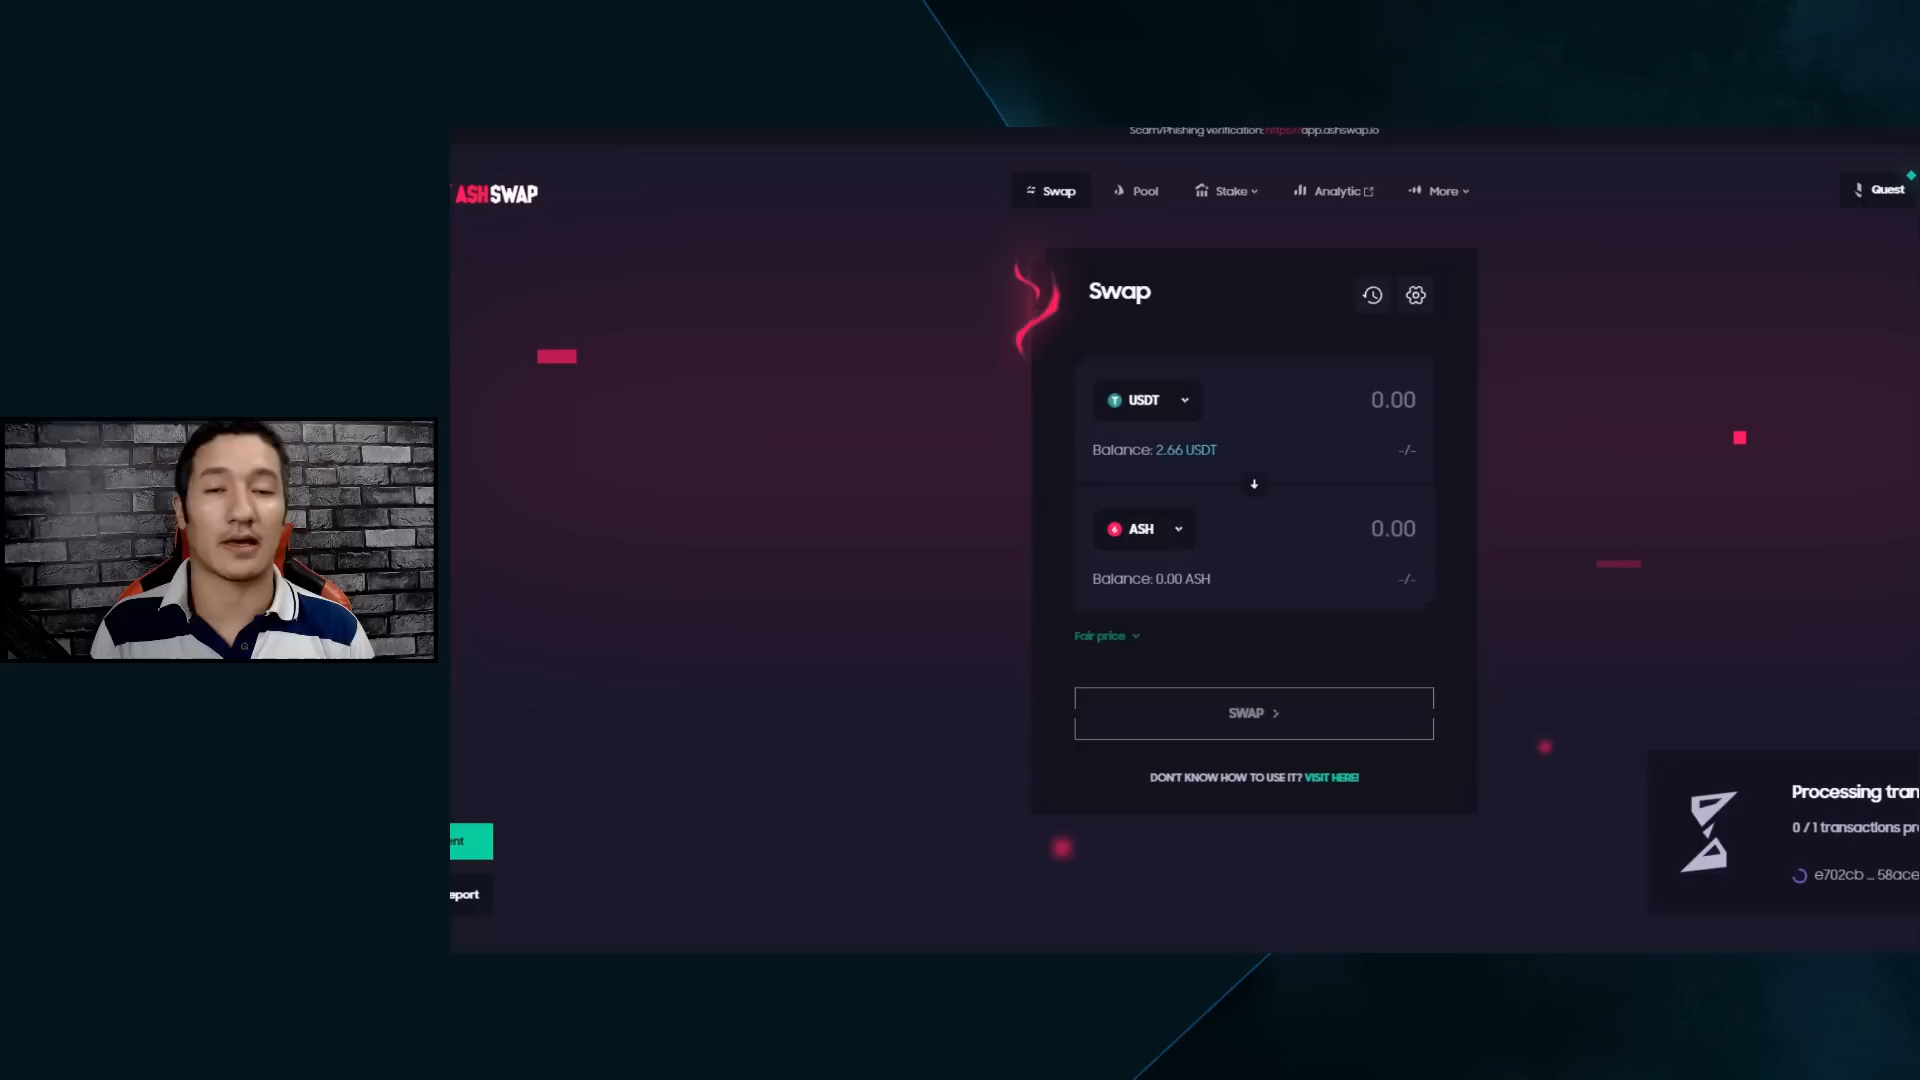 Scam/Phishing verification: https://app.ashswap.io
ASHSWAP
Swap
Pool
Stake
Analytic
More
Quest
Swap
USDT
0.00
Balance: 2.66 USDT
-/-
ASH
0.00
Balance: 0.00 ASH
-/-
Fair price
SWAP >
DON'T KNOW HOW TO USE IT? VISIT HERE!
ent
eport
Processing tran
0 / 1 transactions pr
e702cb ... 58ace